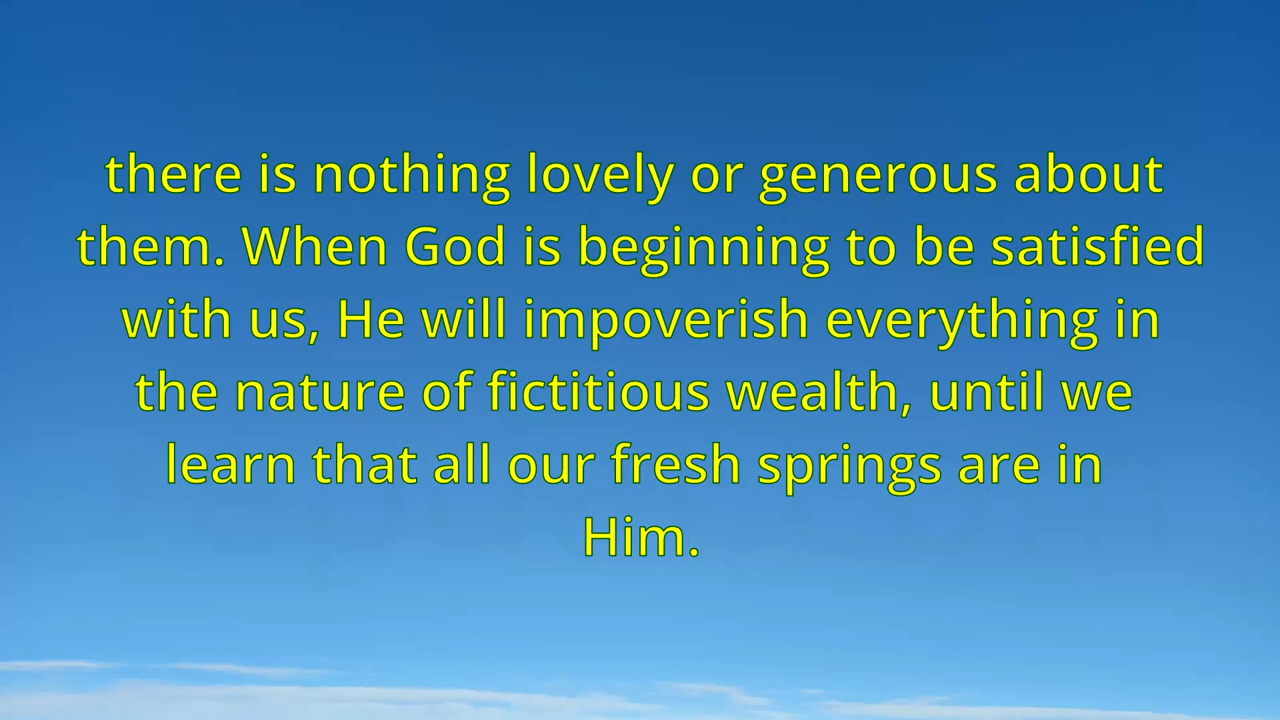 there is nothing lovely or generous about
them. When God is beginning to be satisfied
with us, He will impoverish everything in
the nature of fictitious wealth, until we
learn that all our fresh springs are in
Him.